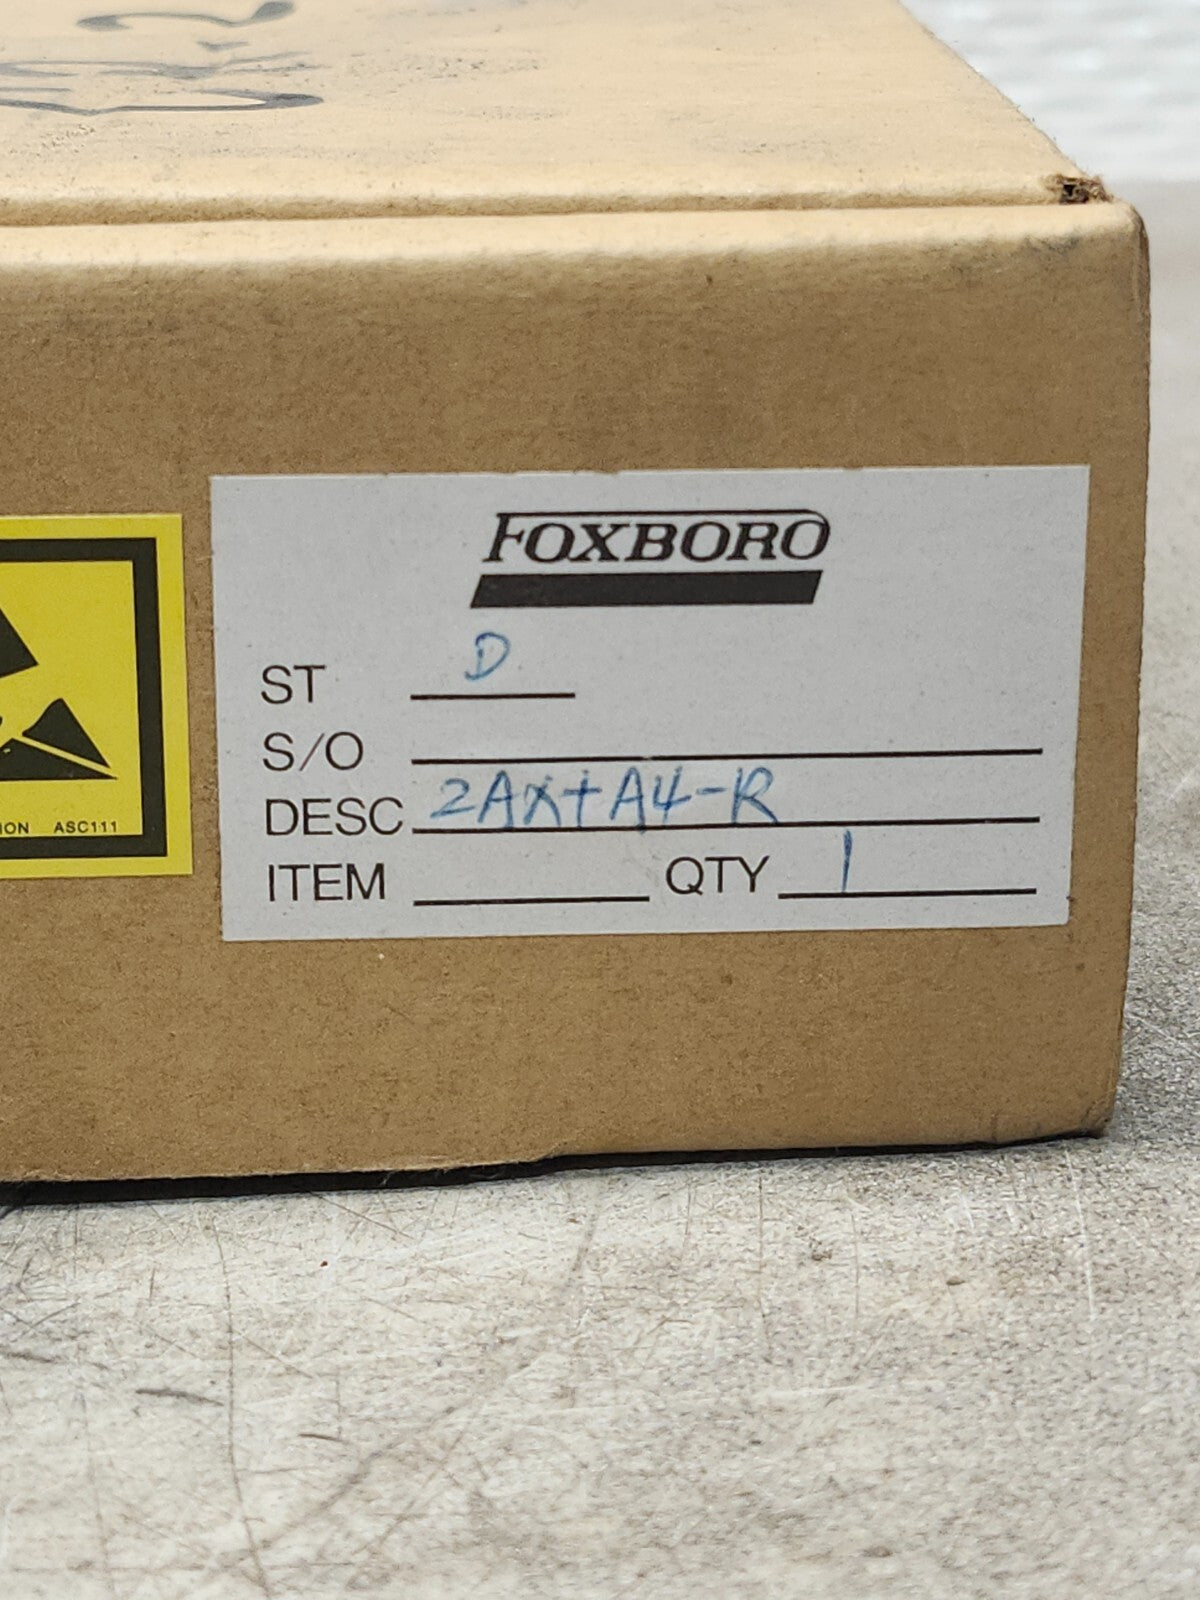 FOXBORO
ST D
S/O
DESC 2AX+A4-R
ITEM QTY 1
ION ASC111